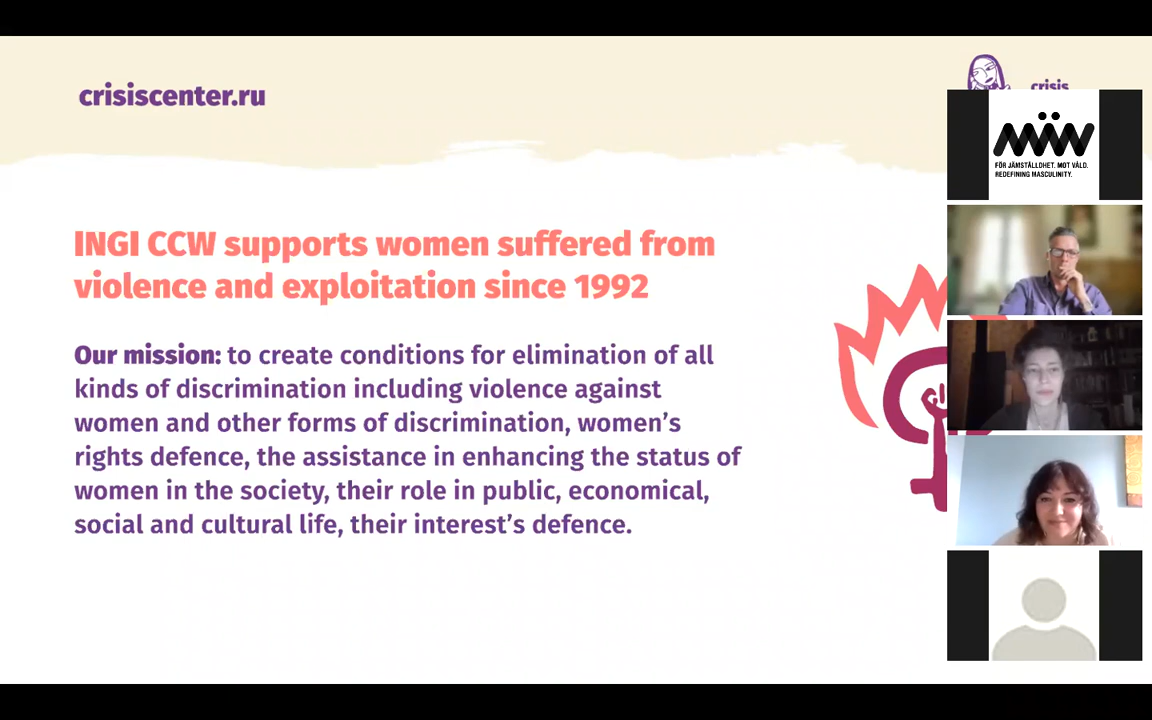 crisiscenter.ru
crisis
INGI CCW supports women suffered from
violence and exploitation since 1992
Our mission: to create conditions for elimination of all
kinds of discrimination including violence against
women and other forms of discrimination, women's
rights defence, the assistance in enhancing the status of
women in the society, their role in public, economical,
social and cultural life, their interest's defence.
MÄN
FÖR JÄMSTÄLLDHET. MOT VÅLD.
REDEFINING MASCULINITY.